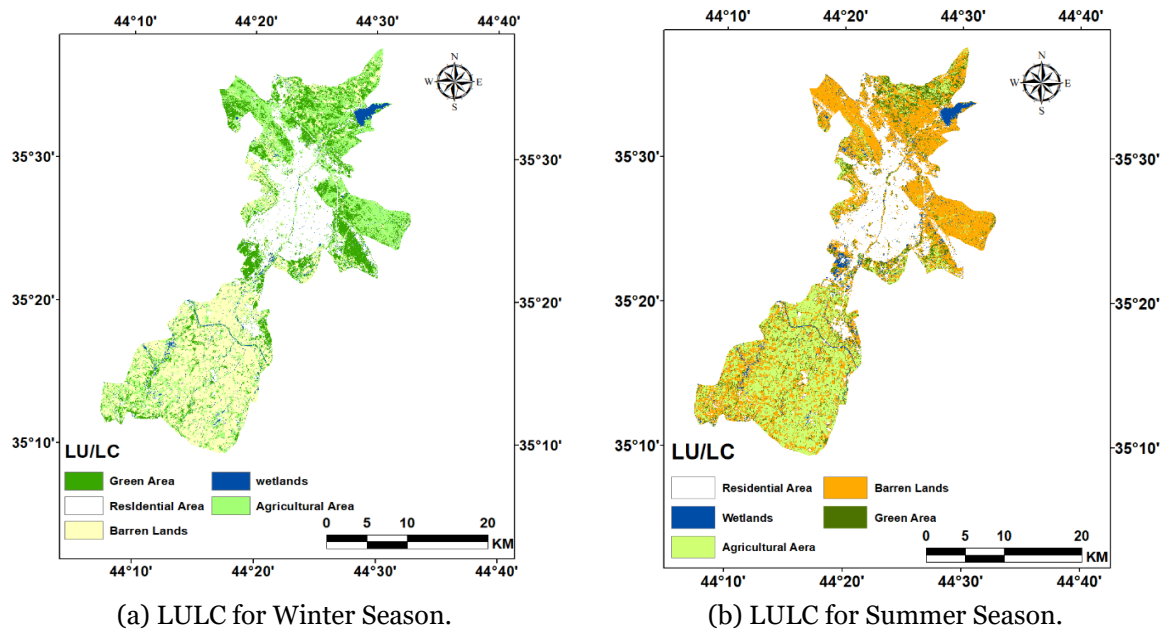 44°10' 44°20' 44°30' 44°40'
N
W E
S
35°30' 35°30'
35°20' 35°20'
35°10' 35°10'
LU/LC
Green Area wetlands
Residential Area Agricultural Area
Barren Lands
0 5 10 20
KM
44°10' 44°20' 44°30' 44°40'
(a) LULC for Winter Season.
44°10' 44°20' 44°30' 44°40'
N
W E
S
35°30' 35°30'
35°20' 35°20'
35°10' 35°10'
LU/LC
Residential Area Barren Lands
Wetlands Green Area
Agricultural Aera
0 5 10 20
KM
44°10' 44°20' 44°30' 44°40'
(b) LULC for Summer Season.